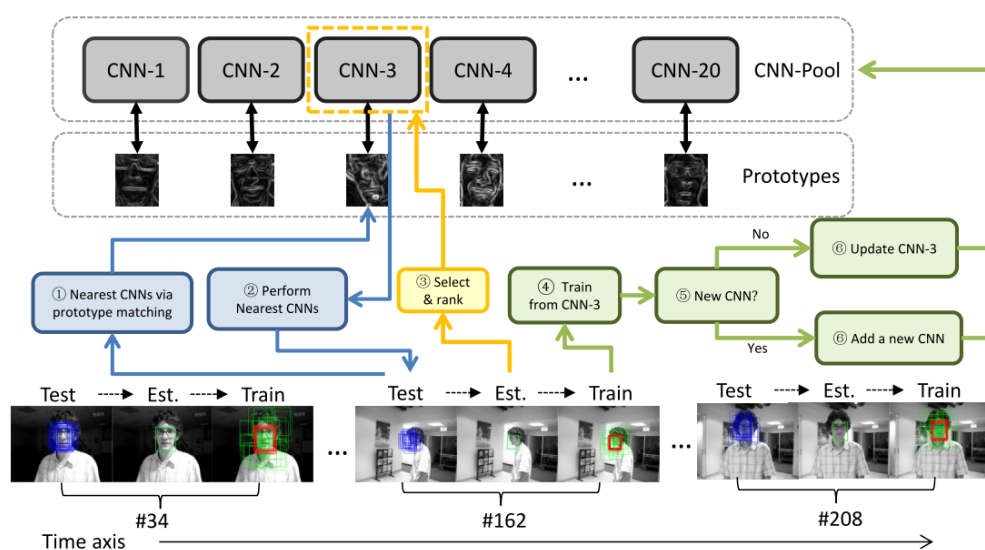 CNN-1
CNN-2
CNN-3
CNN-4
...
CNN-20
CNN-Pool
...
Prototypes
① Nearest CNNs via
prototype matching
② Perform
Nearest CNNs
③ Select
& rank
④ Train
from CNN-3
⑤ New CNN?
No
Yes
⑥ Update CNN-3
⑥ Add a new CNN
Test
Est.
Train
...
Test
Est.
Train
...
Test
Est.
Train
#34
#162
#208
Time axis